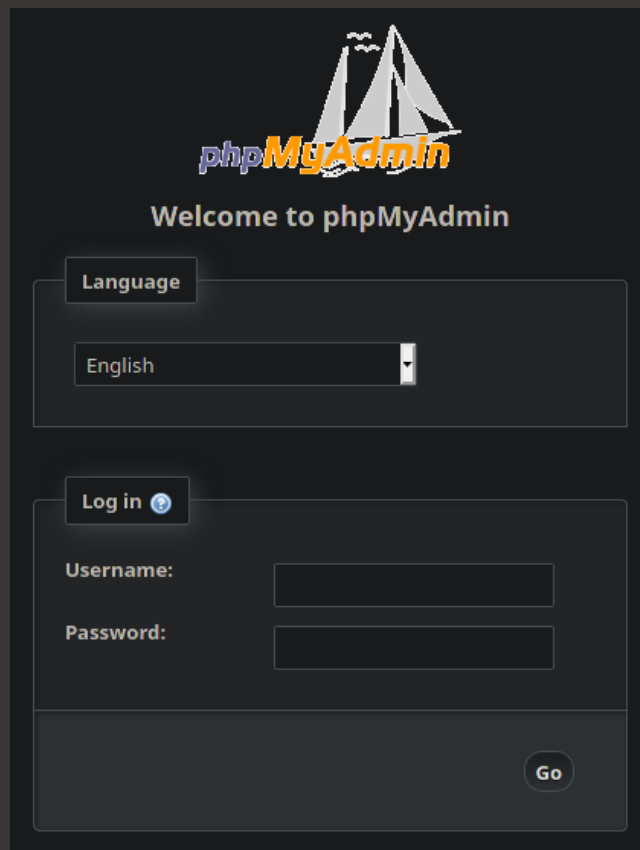 phpMyAdmin
Welcome to phpMyAdmin
Language
English
Log in
Username:
Password:
Go